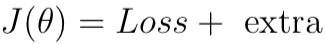 J(θ) = Loss + extra